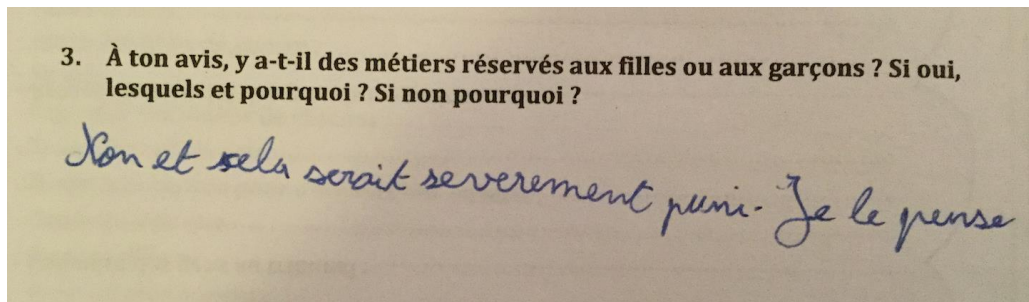 3. À ton avis, y a-t-il des métiers réservés aux filles ou aux garçons ? Si oui,
lesquels et pourquoi ? Si non pourquoi ?
Non et sela serait severement puni. Je le pense